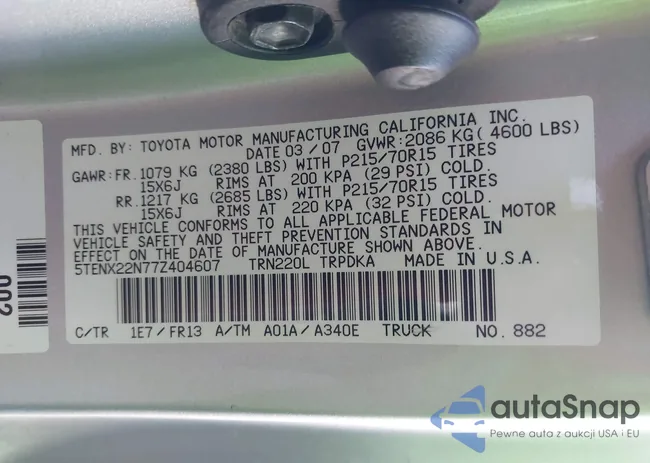 MFD. BY: TOYOTA MOTOR MANUFACTURING CALIFORNIA INC.
DATE 03 / 07 GVWR: 2086 KG( 4600 LBS)
GAWR:FR. 1079 KG (2380 LBS) WITH P215/70R15 TIRES
15X6J RIMS AT 200 KPA (29 PSI) COLD.
RR. 1217 KG (2685 LBS) WITH P215/70R15 TIRES
15X6J RIMS AT 220 KPA (32 PSI) COLD.
THIS VEHICLE CONFORMS TO ALL APPLICABLE FEDERAL MOTOR
VEHICLE SAFETY AND THEFT PREVENTION STANDARDS IN
EFFECT ON THE DATE OF MANUFACTURE SHOWN ABOVE.
5TENX22N77Z404607 TRN220L TRPDKA MADE IN U.S.A.
C/TR 1E7 / FR13 A/TM A01A / A340E TRUCK NO. 882
002
autaSnap
Pewne auta z aukcji USA i EU